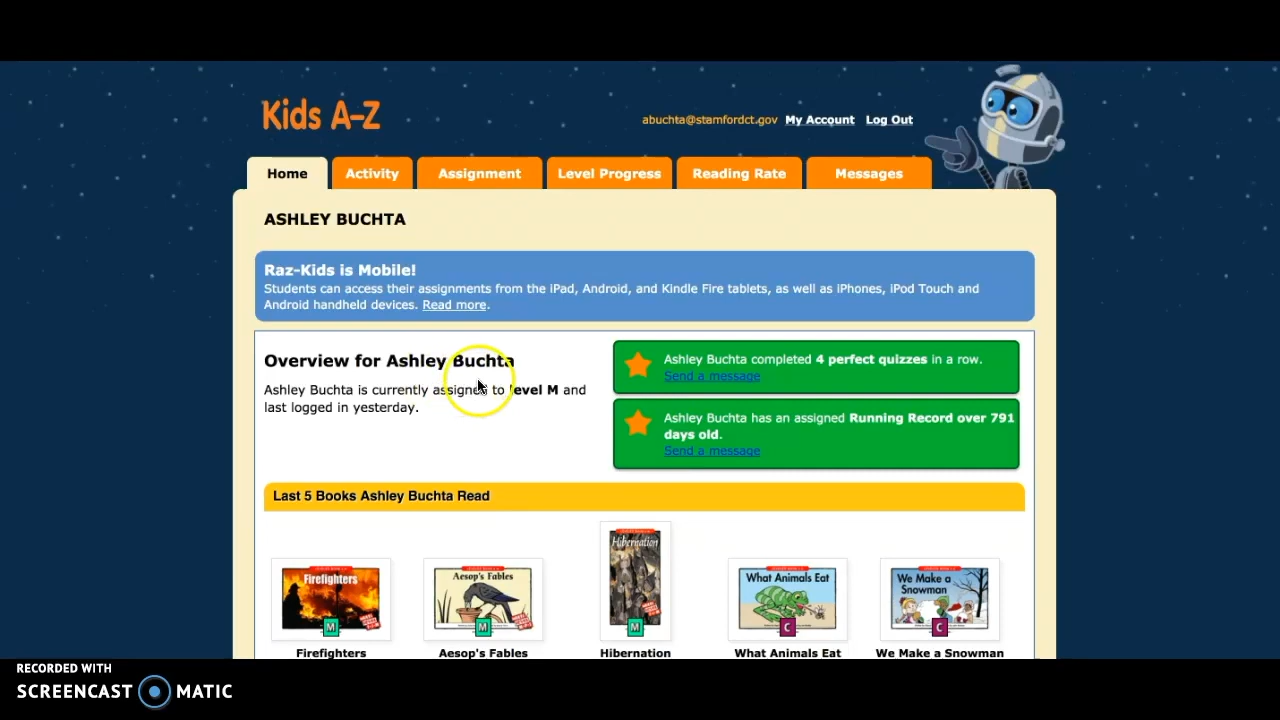 Kids A-Z
abuchta@stamfordct.gov My Account Log Out
Home Activity Assignment Level Progress Reading Rate Messages
ASHLEY BUCHTA
Raz-Kids is Mobile!
Students can access their assignments from the iPad, Android, and Kindle Fire tablets, as well as iPhones, iPod Touch and
Android handheld devices. Read more.
Overview for Ashley Buchta
Ashley Buchta is currently assigned to level M and
last logged in yesterday.
Ashley Buchta completed 4 perfect quizzes in a row.
Send a message
Ashley Buchta has an assigned Running Record over 791
days old.
Send a message
Last 5 Books Ashley Buchta Read
Firefighters
M
Aesop's Fables
M
Hibernation
M
What Animals Eat
C
We Make a
Snowman
C
Firefighters Aesop's Fables Hibernation What Animals Eat We Make a Snowman
RECORDED WITH
SCREENCAST MATIC